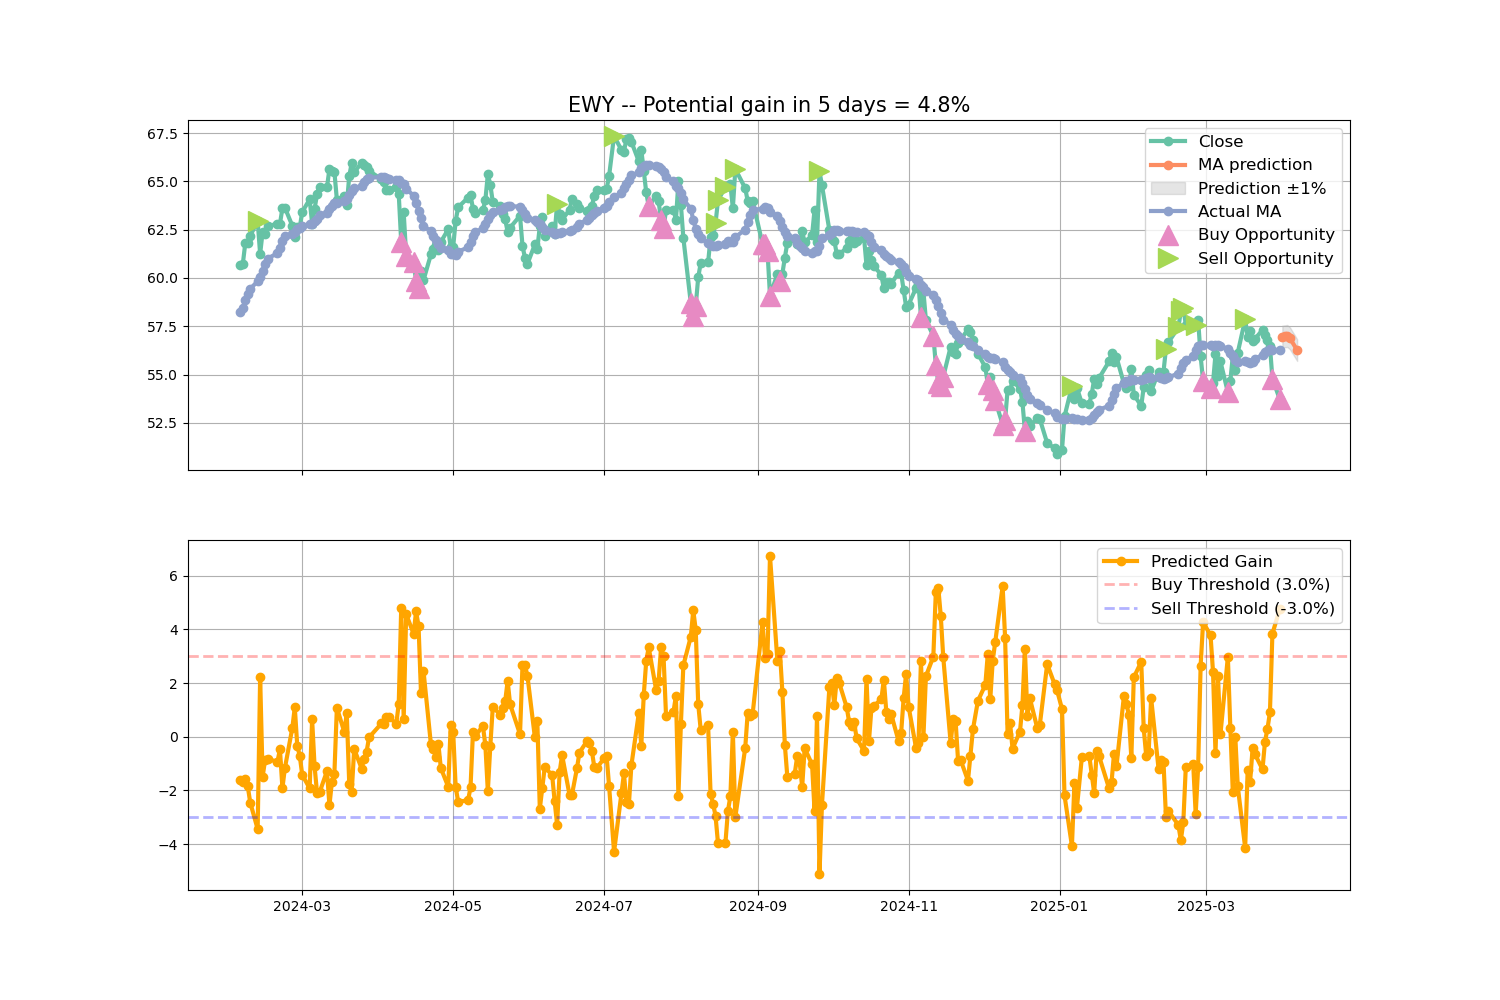 EWY -- Potential gain in 5 days = 4.8%
67.5
65.0
62.5
60.0
57.5
55.0
52.5
Close
MA prediction
Prediction ±1%
Actual MA
Buy Opportunity
Sell Opportunity
6
4
2
0
−2
−4
Predicted Gain
Buy Threshold (3.0%)
Sell Threshold (-3.0%)
2024-03
2024-05
2024-07
2024-09
2024-11
2025-01
2025-03